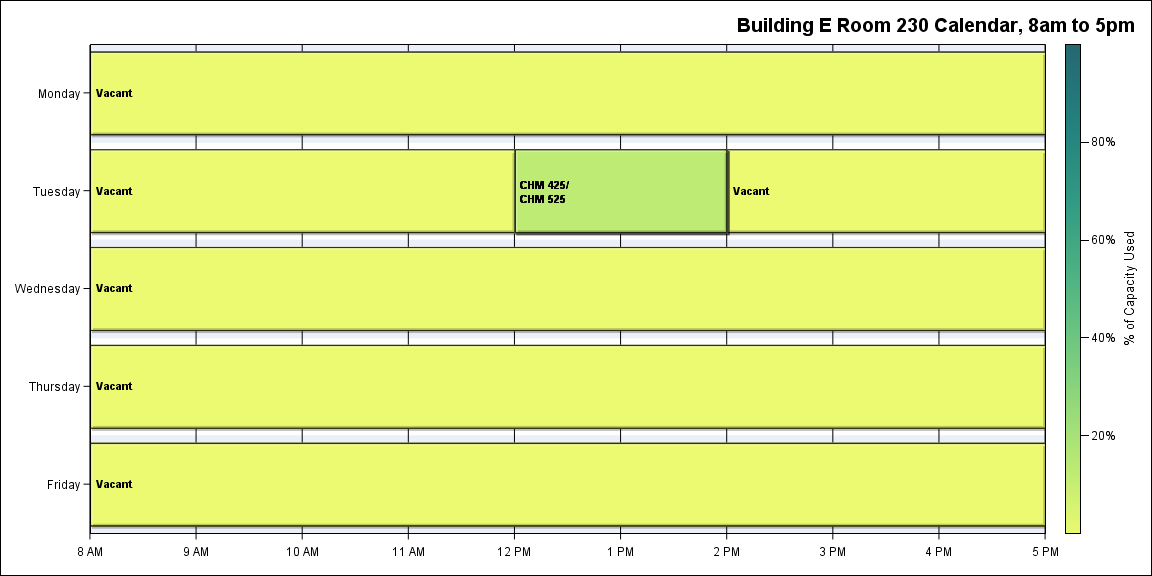 Building E Room 230 Calendar, 8am to 5pm
Monday
Vacant
Tuesday
Vacant
CHM 425/
CHM 525
Vacant
Wednesday
Vacant
Thursday
Vacant
Friday
Vacant
8 AM
9 AM
10 AM
11 AM
12 PM
1 PM
2 PM
3 PM
4 PM
5 PM
80%
60%
40%
20%
% of Capacity Used